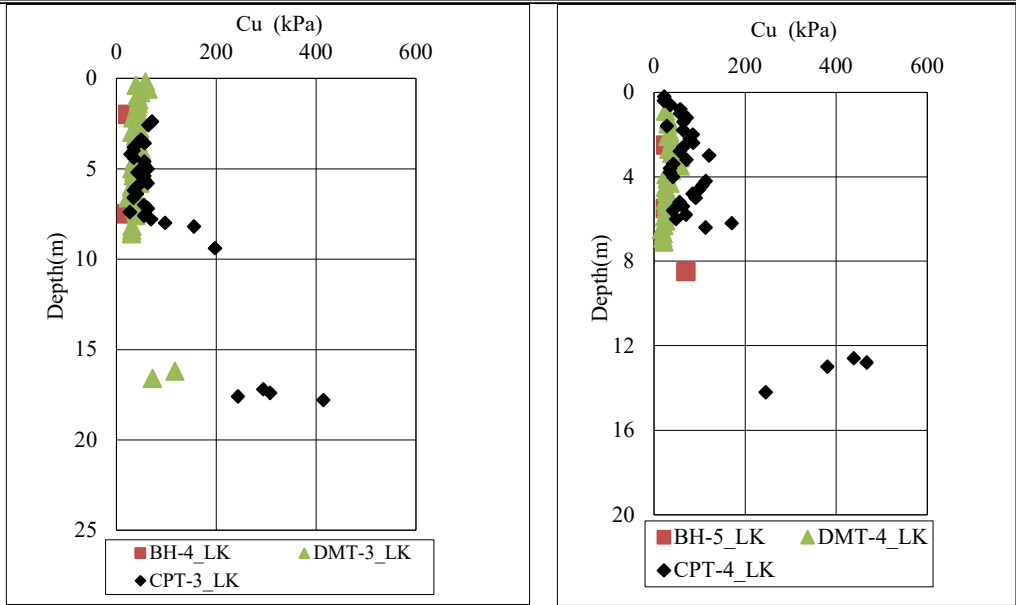 Cu (kPa)
0 200 400 600
0
5
10
15
20
25
Depth(m)
BH-4_LK DMT-3_LK
CPT-3_LK
Cu (kPa)
0 200 400 600
0
4
8
12
16
20
Depth(m)
BH-5_LK DMT-4_LK
CPT-4_LK